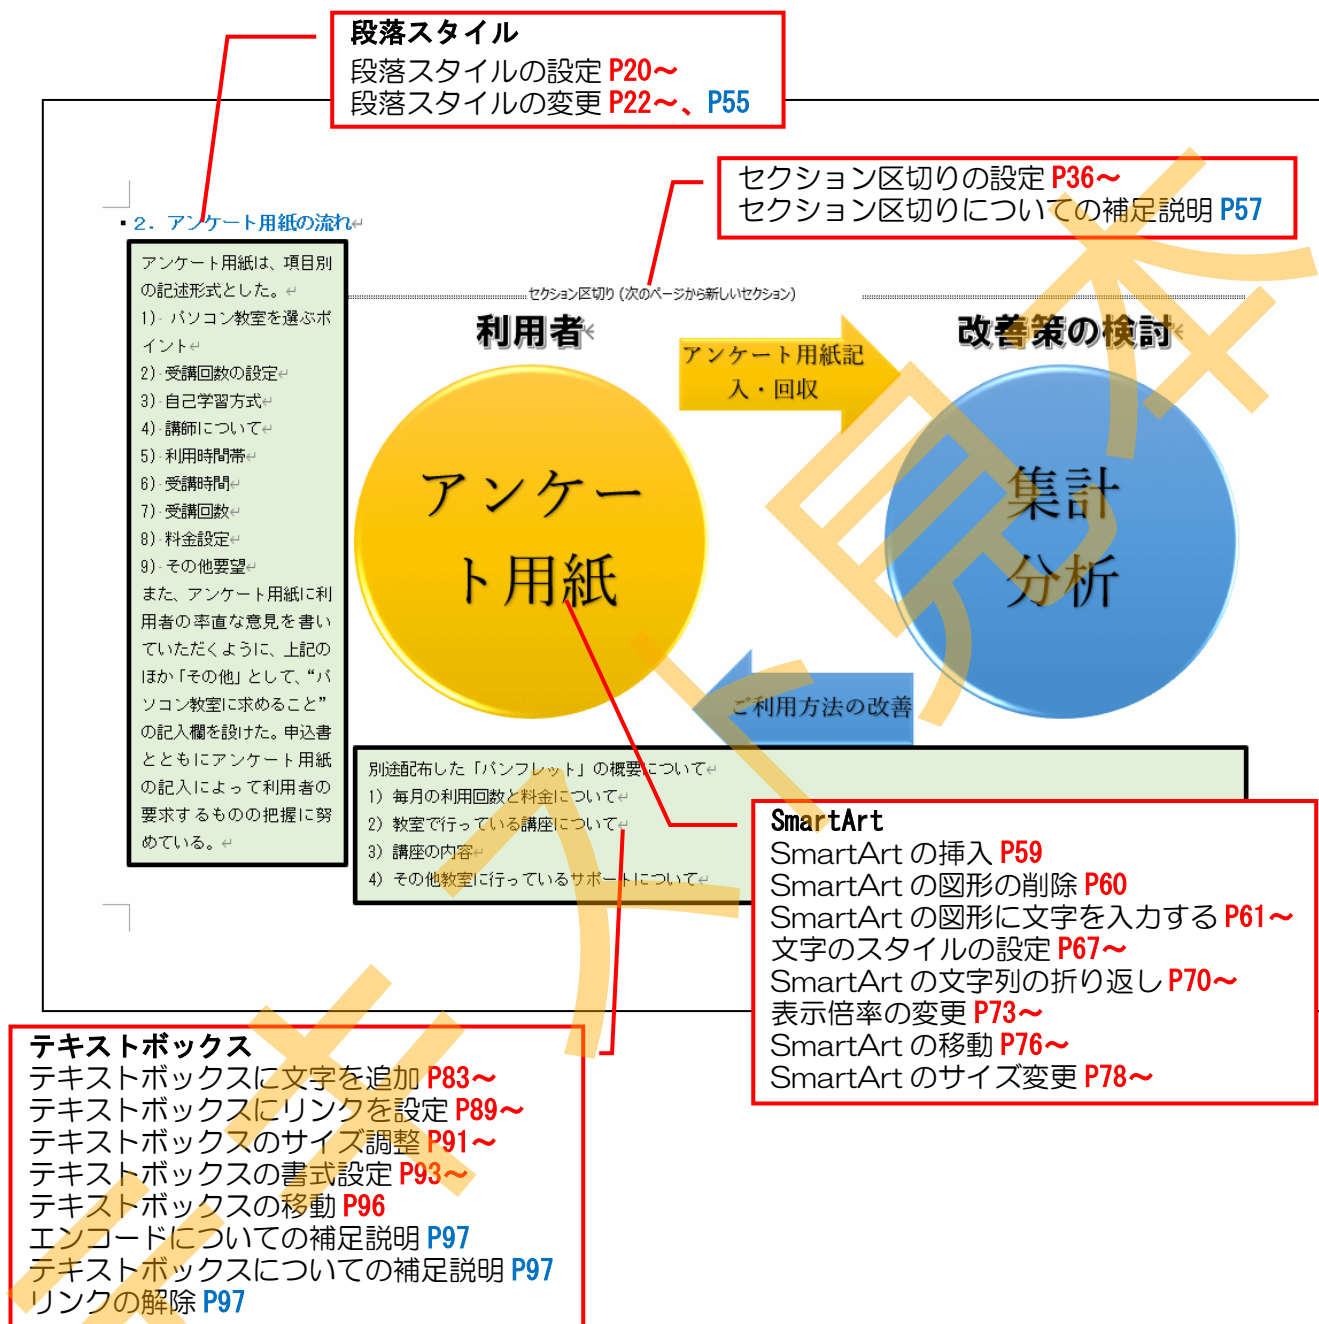 段落スタイル
段落スタイルの設定 P20～
段落スタイルの変更 P22～、P55
セクション区切りの設定 P36～
セクション区切りについての補足説明 P57
2．アンケート用紙の流れ
アンケート用紙は、項目別
の記述形式とした。
1) パソコン教室を選ぶポ
イント
2) 受講回数の設定
3) 自己学習方式
4) 講師について
5) 利用時間帯
6) 受講時間
7) 受講回数
8) 料金設定
9) その他要望
また、アンケート用紙に利
用者の率直な意見を書い
ていただくように、上記の
ほか「その他」として、“パ
ソコン教室に求めること”
の記入欄を設けた。申込書
とともにアンケート用紙
の記入によって利用者の
要求するものの把握に努
めている。
セクション区切り (次のページから新しいセクション)
利用者
アンケート用紙記
入・回収
改善策の検討
アンケー
ト用紙
集計
分析
ご利用方法の改善
別途配布した「パンフレット」の概要について
1) 毎月の利用回数と料金について
2) 教室で行っている講座について
3) 講座の内容
4) その他教室に行っているサポートについて
SmartArt
SmartArt の挿入 P59
SmartArt の図形の削除 P60
SmartArt の図形に文字を入力する P61～
文字のスタイルの設定 P67～
SmartArt の文字列の折り返し P70～
表示倍率の変更 P73～
SmartArt の移動 P76～
SmartArt のサイズ変更 P78～
テキストボックス
テキストボックスに文字を追加 P83～
テキストボックスにリンクを設定 P89～
テキストボックスのサイズ調整 P91～
テキストボックスの書式設定 P93～
テキストボックスの移動 P96
エンコードについての補足説明 P97
テキストボックスについての補足説明 P97
リンクの解除 P97